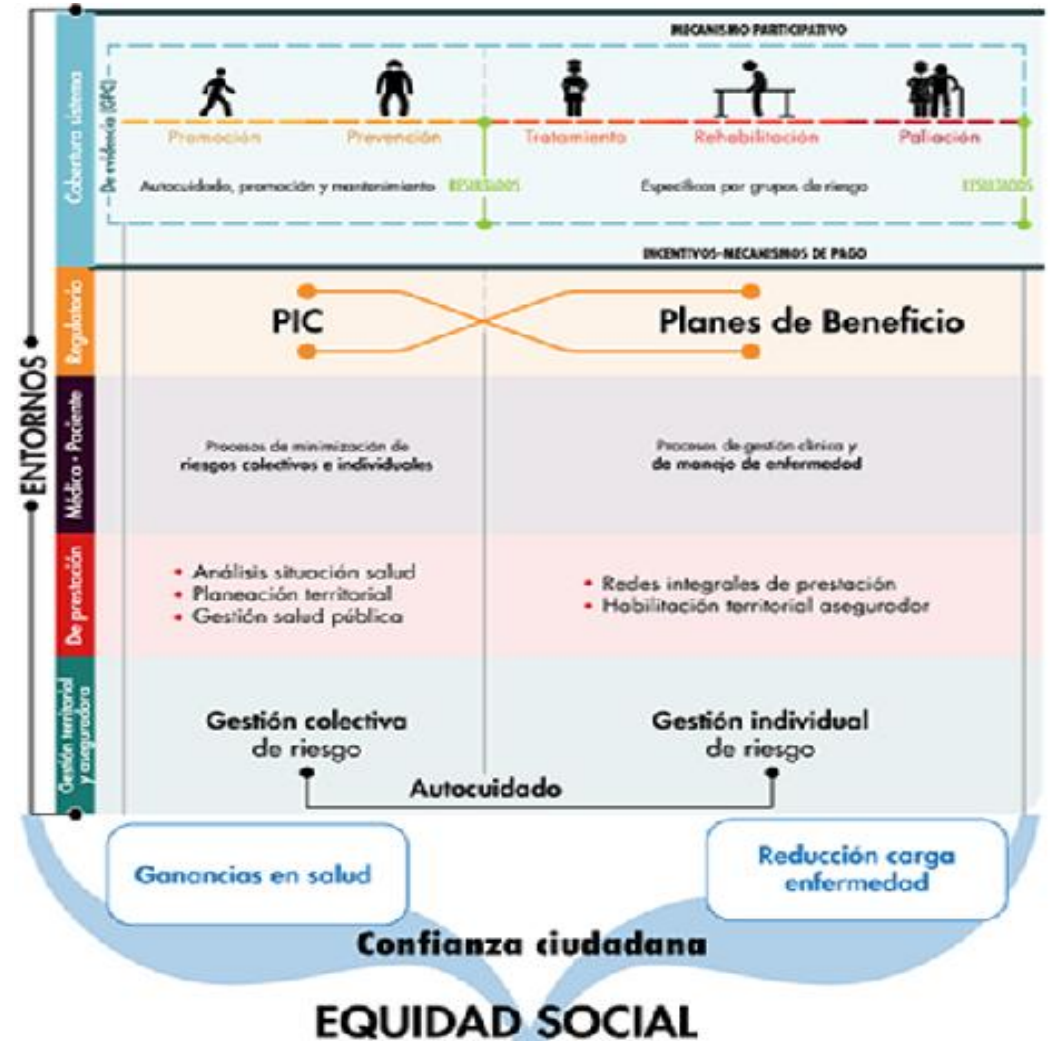 MECANISMO PARTICIPATIVO
ENTORNOS
Cobertura sistema
De evidencia (GPC)
Promoción
Prevención
Tratamiento
Rehabilitación
Paliación
Autocuidado, promoción y mantenimiento
RESULTADOS
Específicos por grupos de riesgo
RESULTADOS
INCENTIVOS-MECANISMOS DE PAGO
Regulatorio
PIC
Planes de Beneficio
Médico - Paciente
Procesos de minimización de
riesgos colectivos e individuales
Procesos de gestión clínica y
de manejo de enfermedad
De prestación
• Análisis situación salud
• Planeación territorial
• Gestión salud pública
• Redes integrales de prestación
• Habilitación territorial asegurador
Gestión territorial
y aseguradora
Gestión colectiva
de riesgo
Gestión individual
de riesgo
Autocuidado
Ganancias en salud
Reducción carga
enfermedad
Confianza ciudadana
EQUIDAD SOCIAL